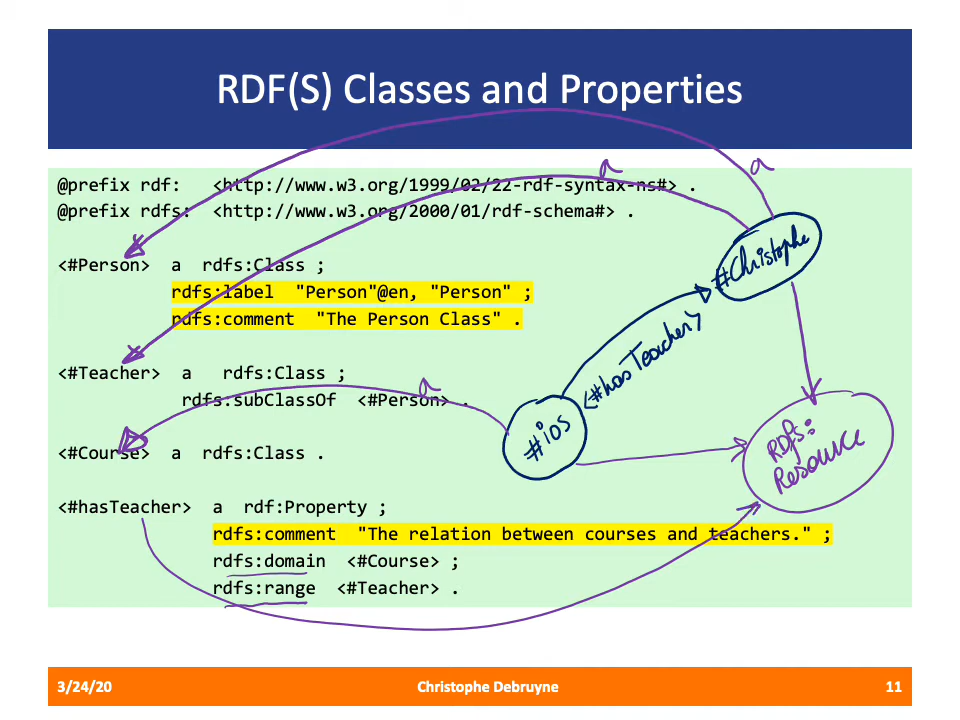 RDF(S) Classes and Properties
@prefix rdf: <http://www.w3.org/1999/02/22-rdf-syntax-ns#> .
@prefix rdfs: <http://www.w3.org/2000/01/rdf-schema#> .
<#Person> a rdfs:Class ;
rdfs:label "Person"@en, "Person" ;
rdfs:comment "The Person Class" .
<#Teacher> a rdfs:Class ;
rdfs:subClassOf <#Person> .
<#Course> a rdfs:Class .
<#hasTeacher> a rdf:Property ;
rdfs:comment "The relation between courses and teachers." ;
rdfs:domain <#Course> ;
rdfs:range <#Teacher> .
a
a
#Christophe
<#hasTeacher>
a
#ios
RDFs:
Resource
3/24/20
Christophe Debruyne
11